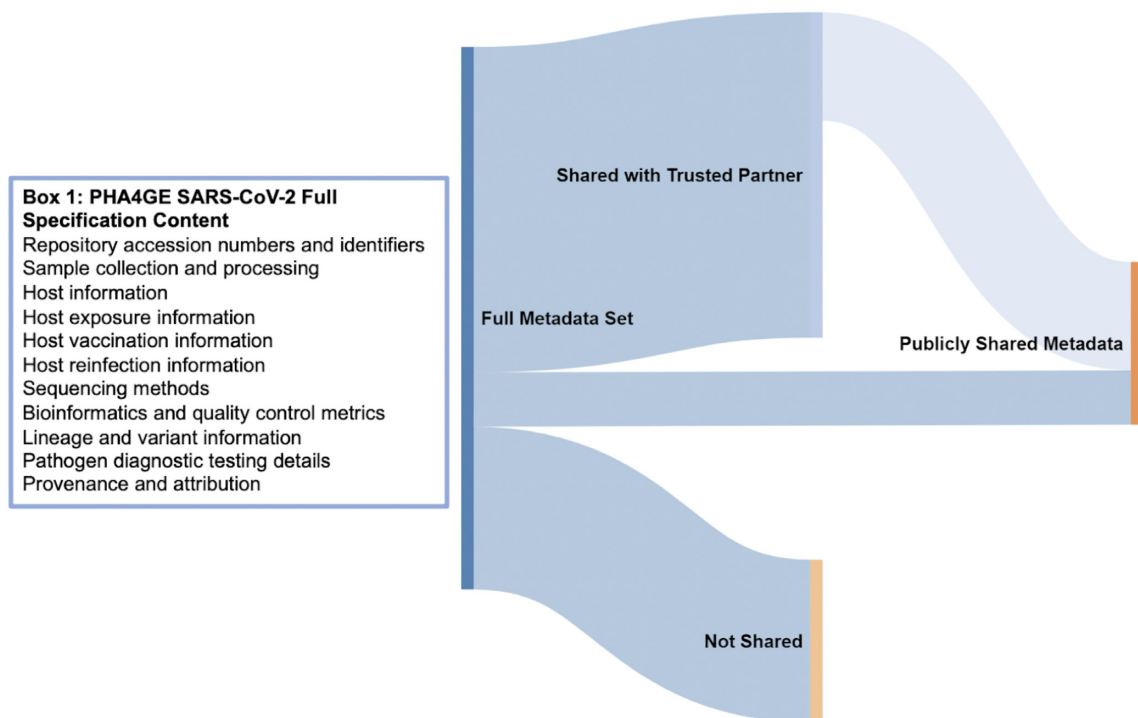 Box 1: PHA4GE SARS-CoV-2 Full
Specification Content
Repository accession numbers and identifiers
Sample collection and processing
Host information
Host exposure information
Host vaccination information
Host reinfection information
Sequencing methods
Bioinformatics and quality control metrics
Lineage and variant information
Pathogen diagnostic testing details
Provenance and attribution
Full Metadata Set
Shared with Trusted Partner
Publicly Shared Metadata
Not Shared